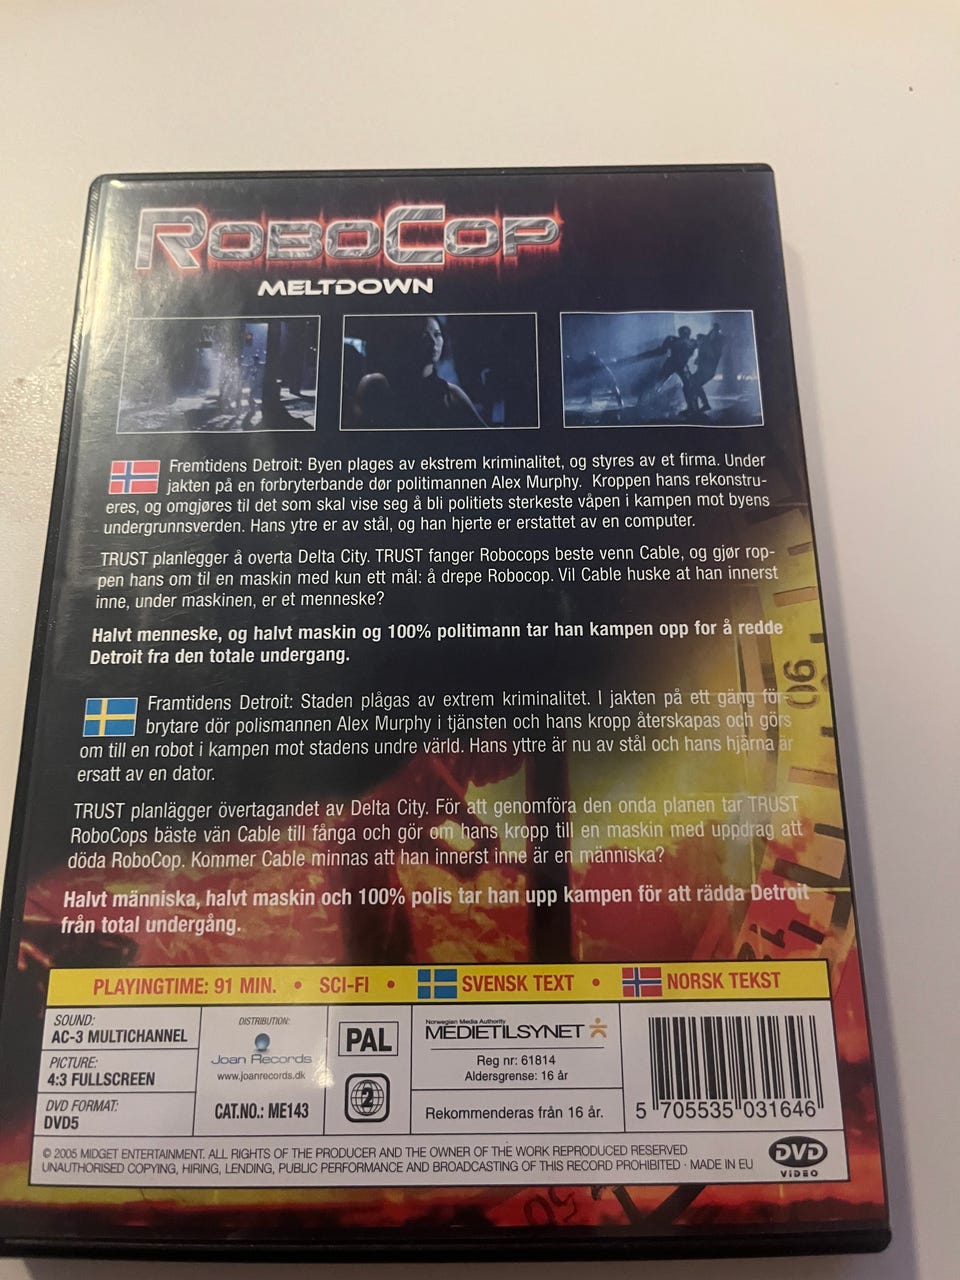 ROBOCOP
MELTDOWN
Fremtidens Detroit: Byen plages av ekstrem kriminalitet, og styres av et firma. Under
jakten på en forbryterbande dør politimannen Alex Murphy. Kroppen hans rekonstru-
eres, og omgjøres til det som skal vise seg å bli politiets sterkeste våpen i kampen mot byens
undergrunnsverden. Hans ytre er av stål, og han hjerte er erstattet av en computer.
TRUST planlegger å overta Delta City. TRUST fanger Robocops beste venn Cable, og gjør rop-
pen hans om til en maskin med kun ett mål: å drepe Robocop. Vil Cable huske at han innerst
inne, under maskinen, er et menneske?
Halvt menneske, og halvt maskin og 100% politimann tar han kampen opp for å redde
Detroit fra den totale undergang.
Framtidens Detroit: Staden plågas av extrem kriminalitet. I jakten på ett gäng för-
brytare dör polismannen Alex Murphy i tjänsten och hans kropp återskapas och görs
om till en robot i kampen mot stadens undre värld. Hans yttre är nu av stål och hans hjärna är
ersatt av en dator.
TRUST planlägger övertagandet av Delta City. För att genomföra den onda planen tar TRUST
RoboCops bäste vän Cable till fånga och gör om hans kropp till en maskin med uppdrag att
döda RoboCop. Kommer Cable minnas att han innerst inne är en människa?
Halvt människa, halvt maskin och 100% polis tar han upp kampen för att rädda Detroit
från total undergång.
PLAYINGTIME: 91 MIN. • SCI-FI • SVENSK TEXT • NORSK TEKST
SOUND:
AC-3 MULTICHANNEL
PICTURE:
4:3 FULLSCREEN
DVD FORMAT:
DVD5
DISTRIBUTION:
Joan Records
www.joanrecords.dk
CAT.NO.: ME143
PAL
2
Norwegian Media Authority
MEDIETILSYNET
Reg nr: 61814
Aldersgrense: 16 år
Rekommenderas från 16 år.
5 705535 031646
© 2005 MIDGET ENTERTAINMENT. ALL RIGHTS OF THE PRODUCER AND THE OWNER OF THE WORK REPRODUCED RESERVED
UNAUTHORISED COPYING, HIRING, LENDING, PUBLIC PERFORMANCE AND BROADCASTING OF THIS RECORD PROHIBITED · MADE IN EU
DVD
VIDEO